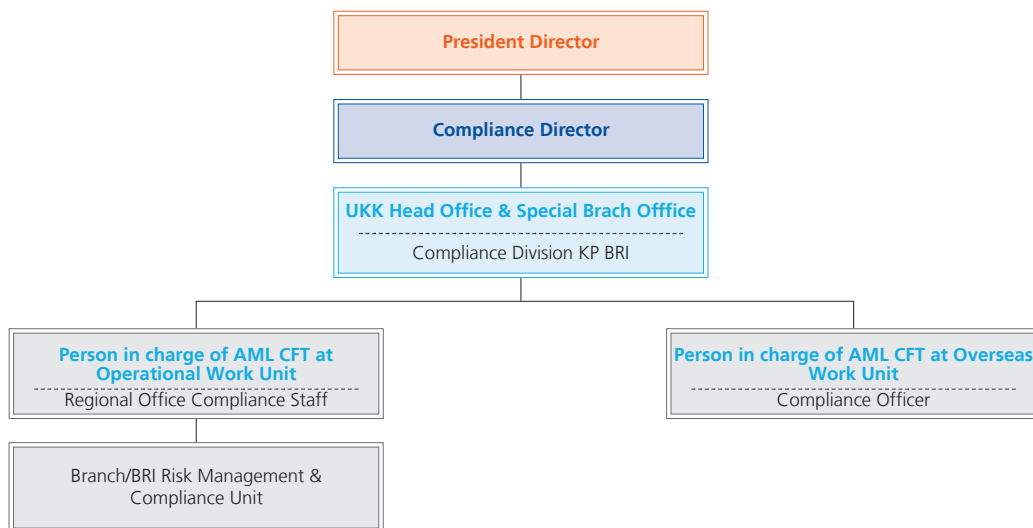 President Director
Compliance Director
UKK Head Office & Special Brach Offfice
Compliance Division KP BRI
Person in charge of AML CFT at
Operational Work Unit
Regional Office Compliance Staff
Person in charge of AML CFT at Overseas
Work Unit
Compliance Officer
Branch/BRI Risk Management &
Compliance Unit